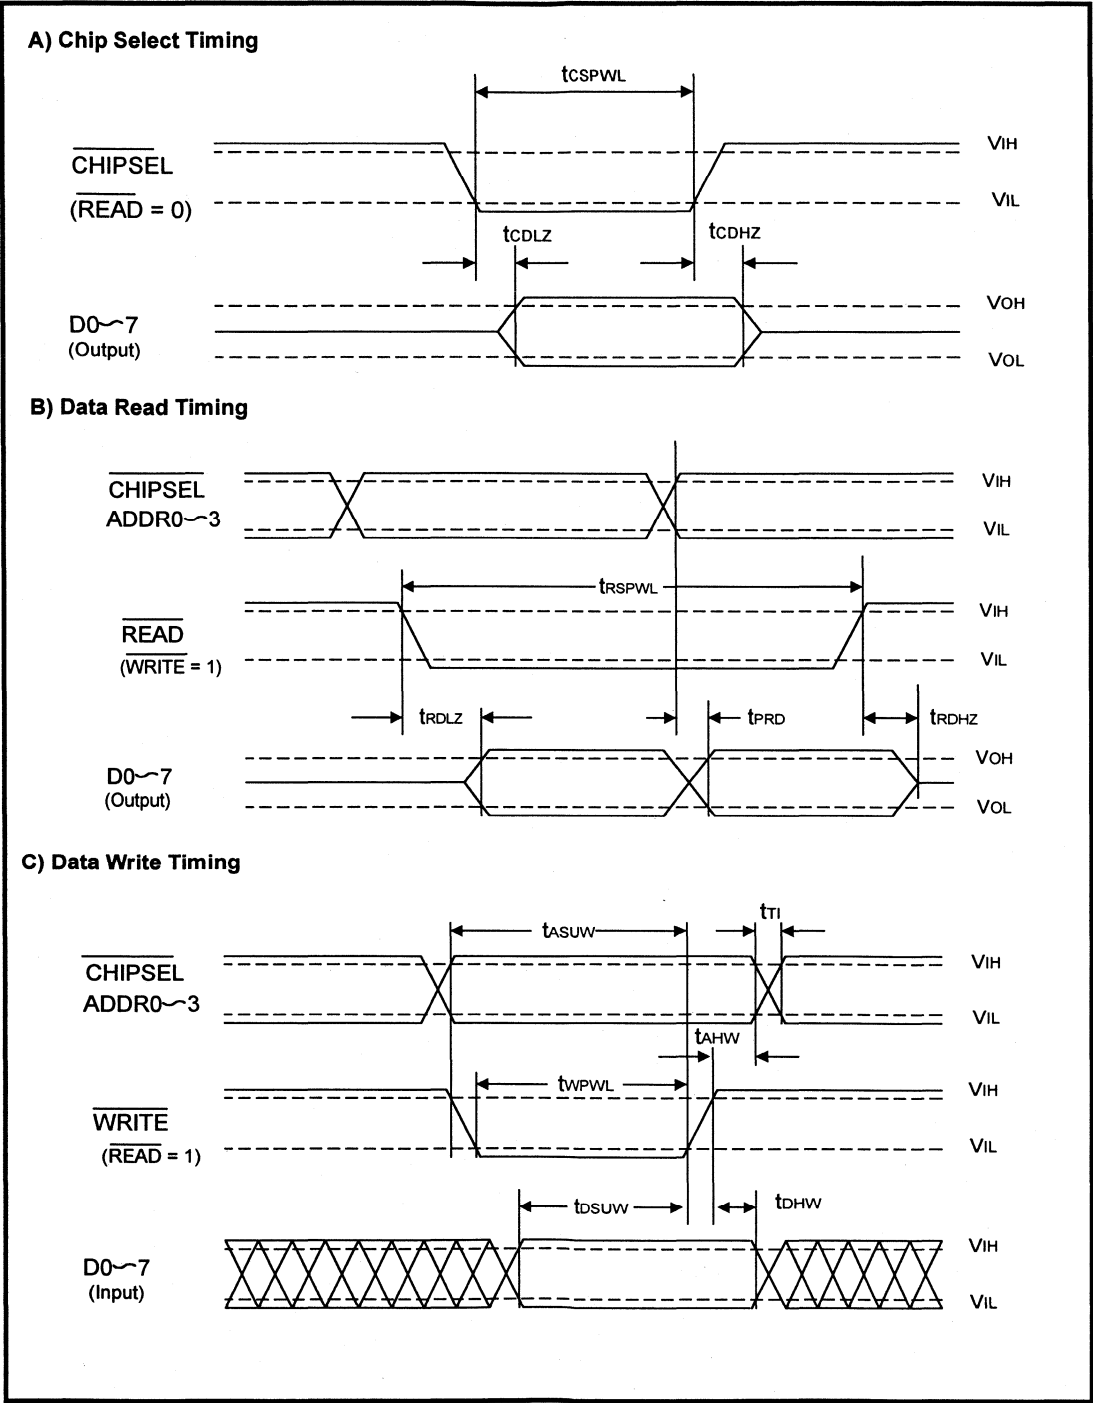 A) Chip Select Timing
tCSPWL
CHIPSEL
(READ = 0)
VIH
VIL
tCDLZ
tCDHZ
D0~7
(Output)
VOH
VOL
B) Data Read Timing
CHIPSEL
ADDR0~3
VIH
VIL
tRSPWL
READ
(WRITE = 1)
VIH
VIL
tRDLZ
tPRD
tRDHZ
D0~7
(Output)
VOH
VOL
C) Data Write Timing
tTI
tASUW
CHIPSEL
ADDR0~3
VIH
VIL
tAHW
tWPWL
WRITE
(READ = 1)
VIH
VIL
tDSUW
tDHW
D0~7
(Input)
VIH
VIL